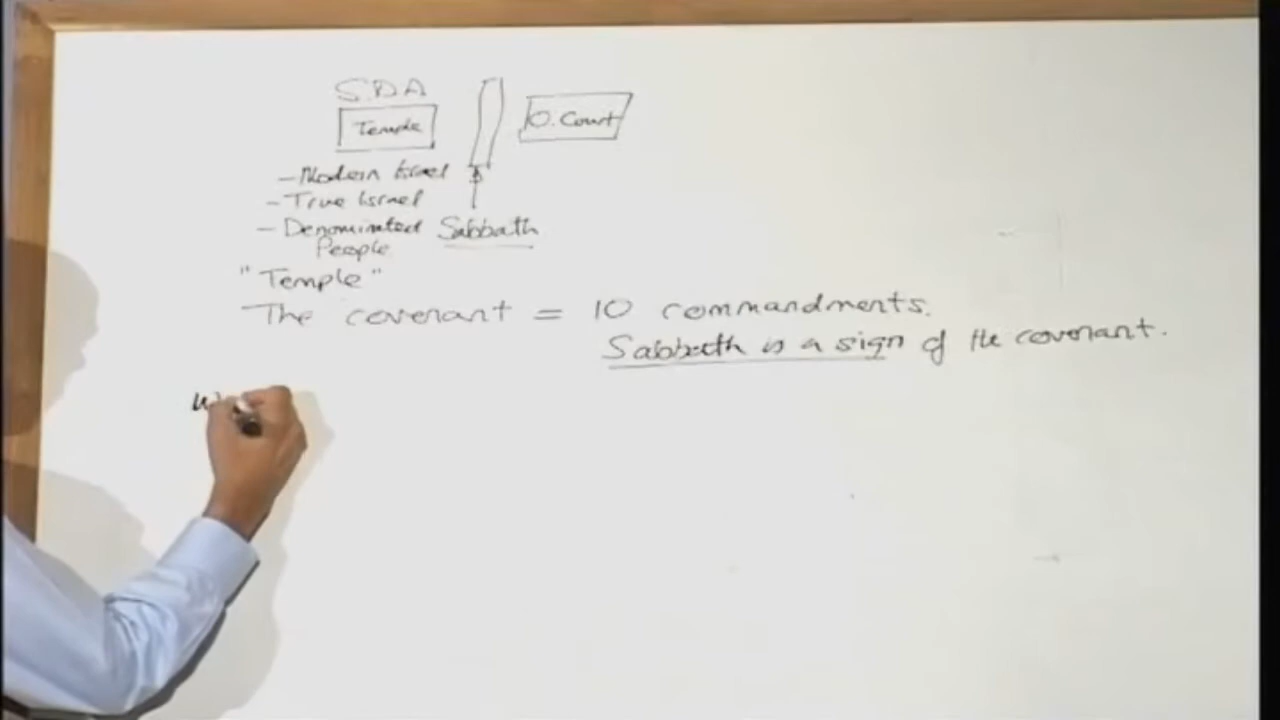 S.D.A
Temple
O. Court
- Modern Israel
- True Israel
- Denominated People
Sabbath
"Temple"
The covenant = 10 commandments.
Sabbath is a sign of the covenant.